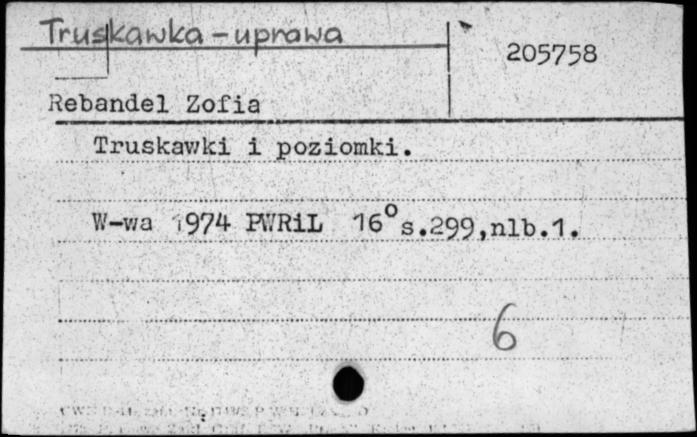 Truskawka - uprawa
205758
Rebandel Zofia
Truskawki i poziomki.
W-wa 1974 PWRiL 16° s.299,nlb.1.
6